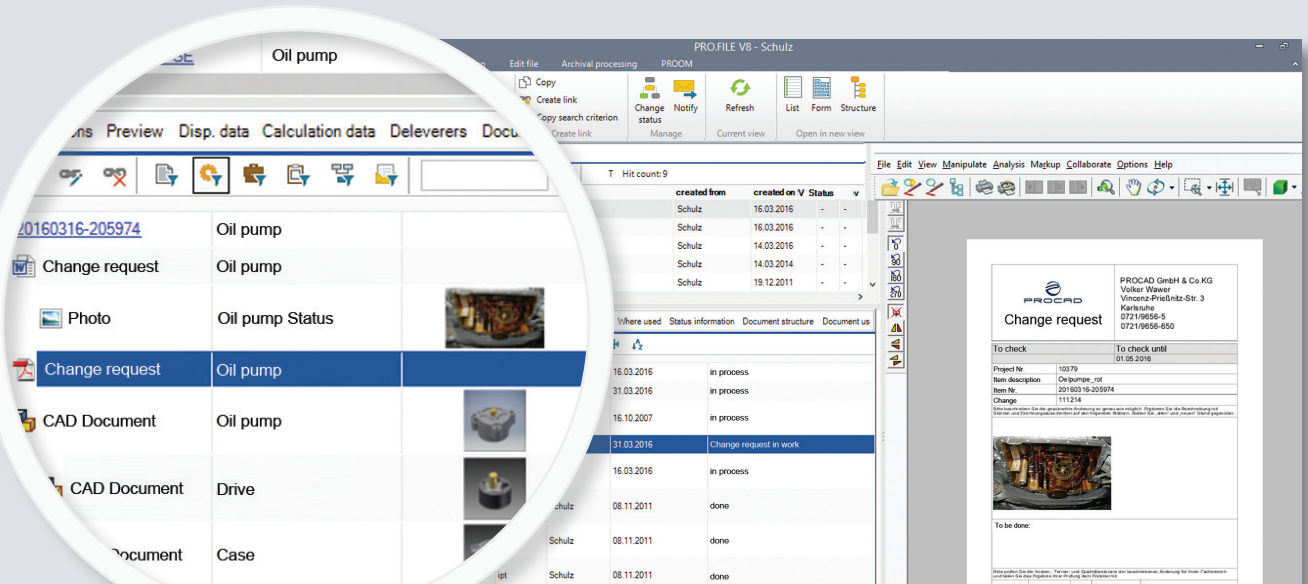 PRO.FILE V8 - Schulz
Edit file Archival processing PROOM
Copy
Create link
Copy search criterion
Create link
Change status
Notify
Manage
Refresh
Current view
List Form Structure
Open in new view
Oil pump
Preview Disp. data Calculation data Deleverers
20160316-205974 Oil pump
Change request Oil pump
Photo Oil pump Status
Change request Oil pump
CAD Document Oil pump
CAD Document Drive
Document Case
T Hit count:9
created from created on Status
Schulz 16.03.2016 - -
Schulz 16.03.2016 - -
Schulz 14.03.2016 - -
Schulz 14.03.2014 - -
Schulz 19.12.2011 - -
Where used Status information Document structure Document us
16.03.2016 in process
31.03.2016 in process
16.10.2007 in process
31.03.2016 Change request in work
16.03.2016 in process
Schulz 08.11.2011 done
Schulz 08.11.2011 done
ipt Schulz 08.11.2011 done
File Edit View Manipulate Analysis Markup Collaborate Options Help
90
180
270
PROCAD
Change request
PROCAD GmbH & Co.KG
Volker Wawer
Vincenz-Prießnitz-Str. 3
Karlsruhe
0721/9656-5
0721/9656-650
To check To check until
01.05.2016
Project Nr. 10379
Item description Oelpumpe_rot
Item Nr. 20160316-205974
Change 111214
To be done: